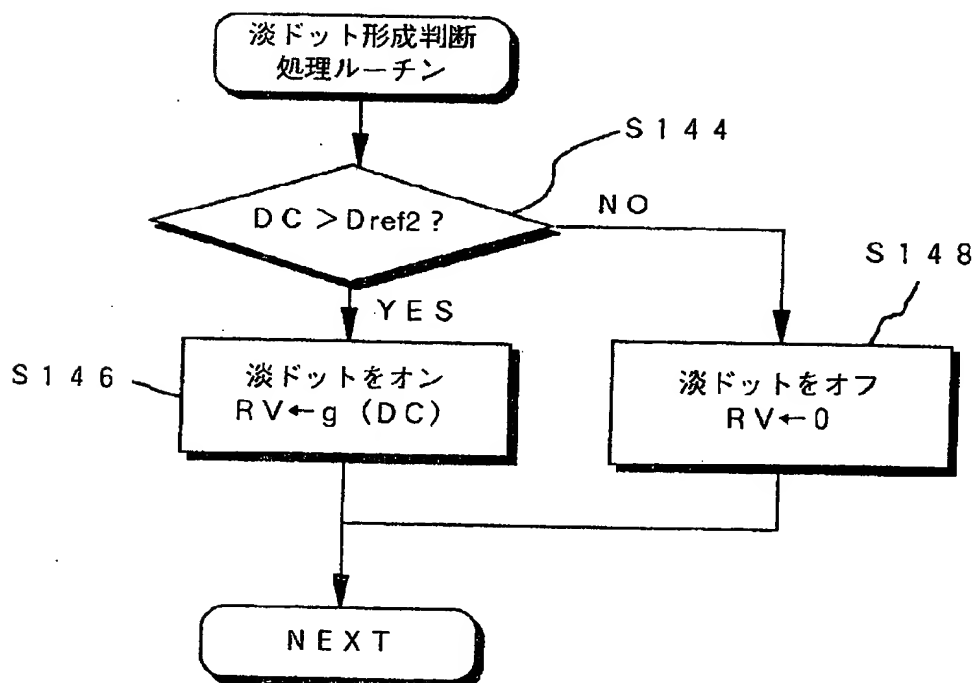 淡ドット形成判断
処理ルーチン
S144
DC>Dref2?
NO
S148
YES
S146
淡ドットをオン
RV←g(DC)
淡ドットをオフ
RV←0
NEXT